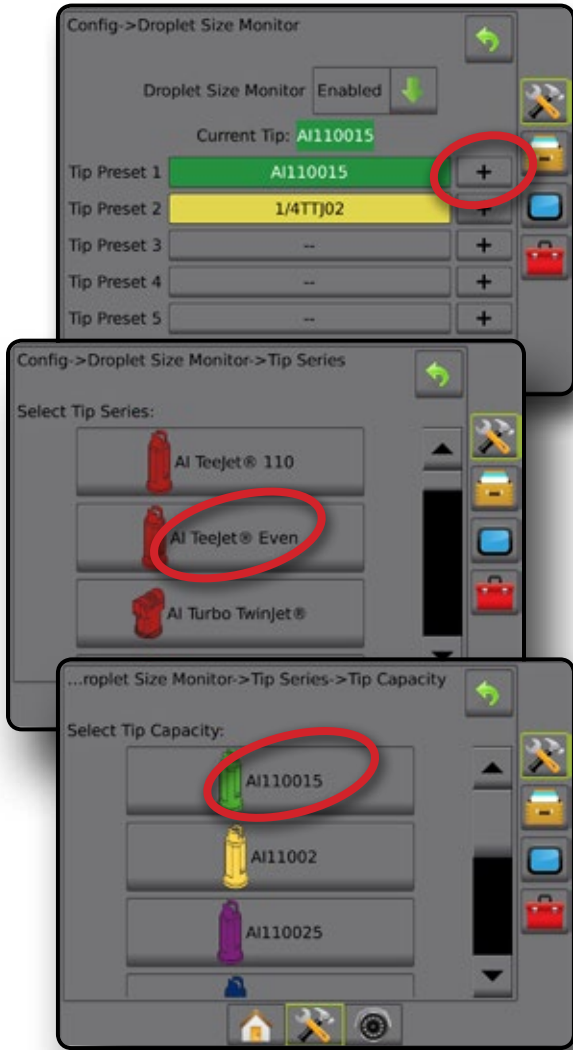 Config->Droplet Size Monitor
Droplet Size Monitor Enabled
Current Tip: AI110015
Tip Preset 1 AI110015 +
Tip Preset 2 1/4TTJ02 +
Tip Preset 3 -- +
Tip Preset 4 -- +
Tip Preset 5 -- +
Config->Droplet Size Monitor->Tip Series
Select Tip Series:
AI TeeJet® 110
AI TeeJet® Even
AI Turbo TwinJet®
...roplet Size Monitor->Tip Series->Tip Capacity
Select Tip Capacity:
AI110015
AI11002
AI110025